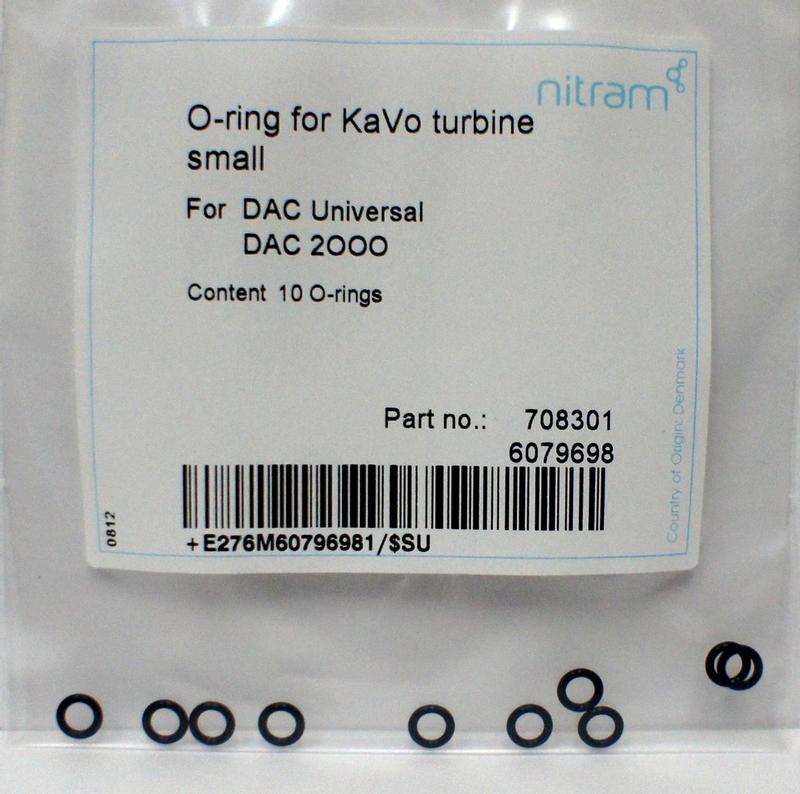 nitram
O-ring for KaVo turbine
small
For DAC Universal
DAC 2000
Content 10 O-rings
Part no.: 708301
6079698
+E276M60796981/$SU
0812
Country of Origin: Denmark